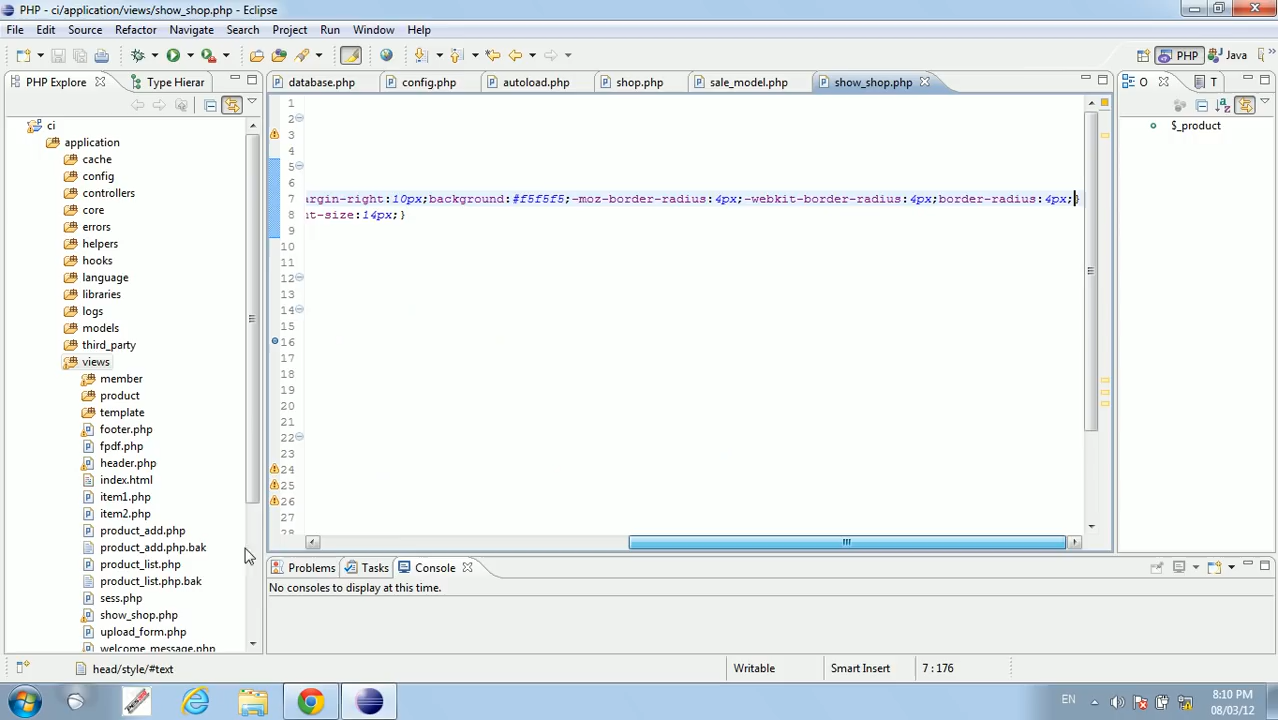 PHP - ci/application/views/show_shop.php - Eclipse
File Edit Source Refactor Navigate Search Project Run Window Help
PHP Java
PHP Explore Type Hierar
database.php config.php autoload.php shop.php sale_model.php show_shop.php
O T
ci
application
cache
config
controllers
core
errors
helpers
hooks
language
libraries
logs
models
third_party
views
member
product
template
footer.php
fpdf.php
header.php
index.html
item1.php
item2.php
product_add.php
product_add.php.bak
product_list.php
product_list.php.bak
sess.php
show_shop.php
upload_form.php
welcome_message.php
1
2
3
4
5
6
7 rgin-right:10px;background:#f5f5f5;-moz-border-radius:4px;-webkit-border-radius:4px;border-radius:4px;}
8 t-size:14px;}
9
10
11
12
13
14
15
16
17
18
19
20
21
22
23
24
25
26
27
28
$_product
Problems Tasks Console
No consoles to display at this time.
head/style/#text
Writable Smart Insert 7 : 176
EN
8:10 PM
08/03/12